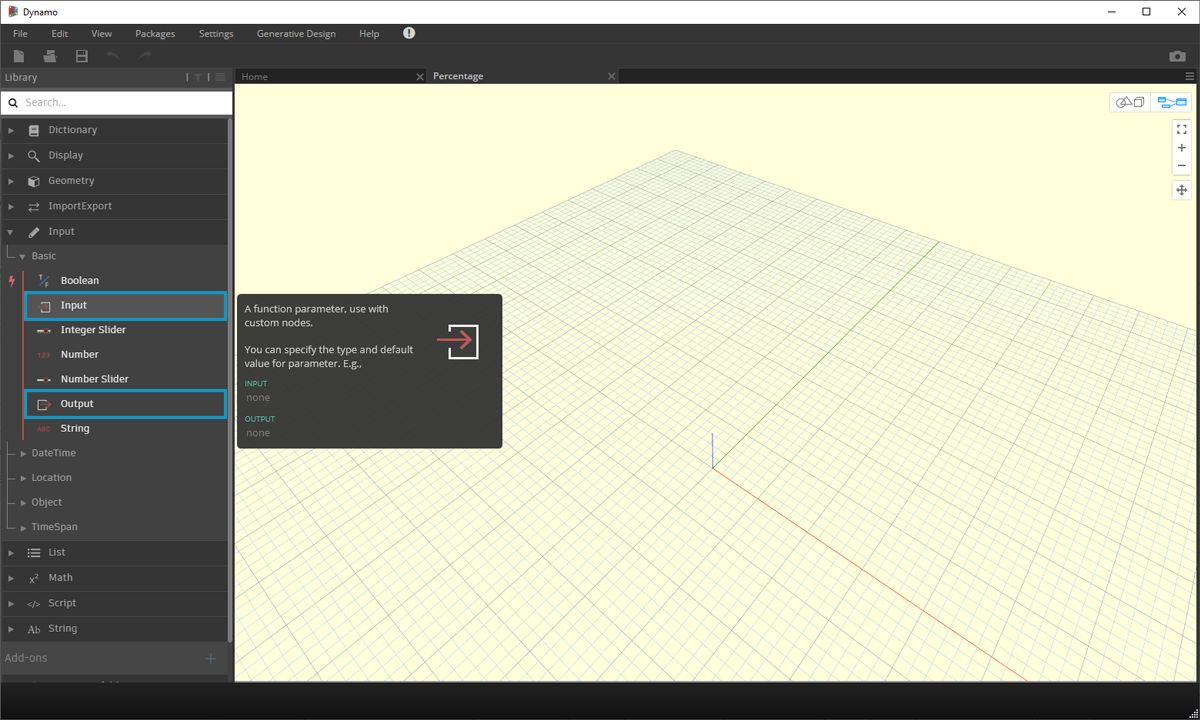 Dynamo
File Edit View Packages Settings Generative Design Help
Library
Home Percentage
Search...
Dictionary
Display
Geometry
ImportExport
Input
Basic
Boolean
Input
Integer Slider
Number
Number Slider
Output
String
DateTime
Location
Object
TimeSpan
List
Math
Script
String
Add-ons
A function parameter, use with
custom nodes.
You can specify the type and default
value for parameter. E.g.,
INPUT
none
OUTPUT
none